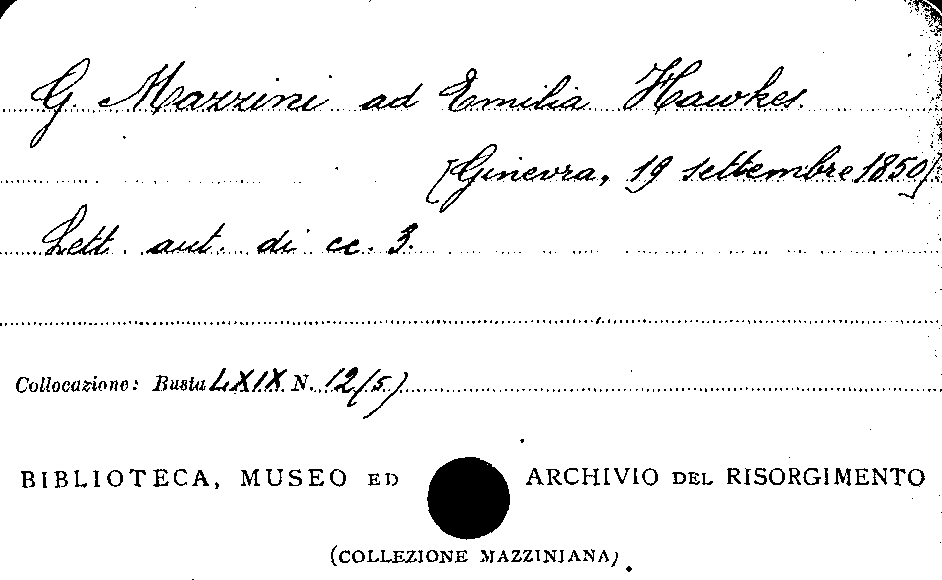 G. Mazzini ad Emilia Hawkes.
[Ginevra, 19 settembre 1850]
Lett. aut. di cc. 3.
Collocazione: Busta LXIX N. 12(5)
BIBLIOTECA, MUSEO ED ARCHIVIO DEL RISORGIMENTO
(COLLEZIONE MAZZINIANA)